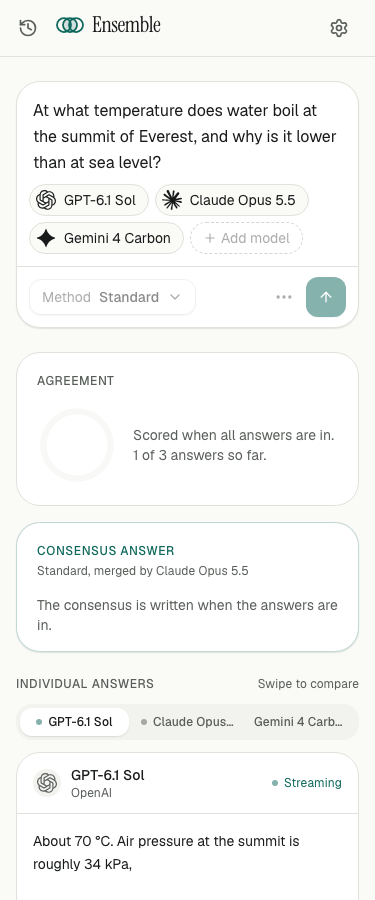 Ensemble
At what temperature does water boil at
the summit of Everest, and why is it lower
than at sea level?
GPT-6.1 Sol
Claude Opus 5.5
Gemini 4 Carbon
+ Add model
Method Standard
AGREEMENT
Scored when all answers are in.
1 of 3 answers so far.
CONSENSUS ANSWER
Standard, merged by Claude Opus 5.5
The consensus is written when the answers are
in.
INDIVIDUAL ANSWERS
Swipe to compare
GPT-6.1 Sol
Claude Opus...
Gemini 4 Carb...
GPT-6.1 Sol
OpenAI
Streaming
About 70 °C. Air pressure at the summit is
roughly 34 kPa,